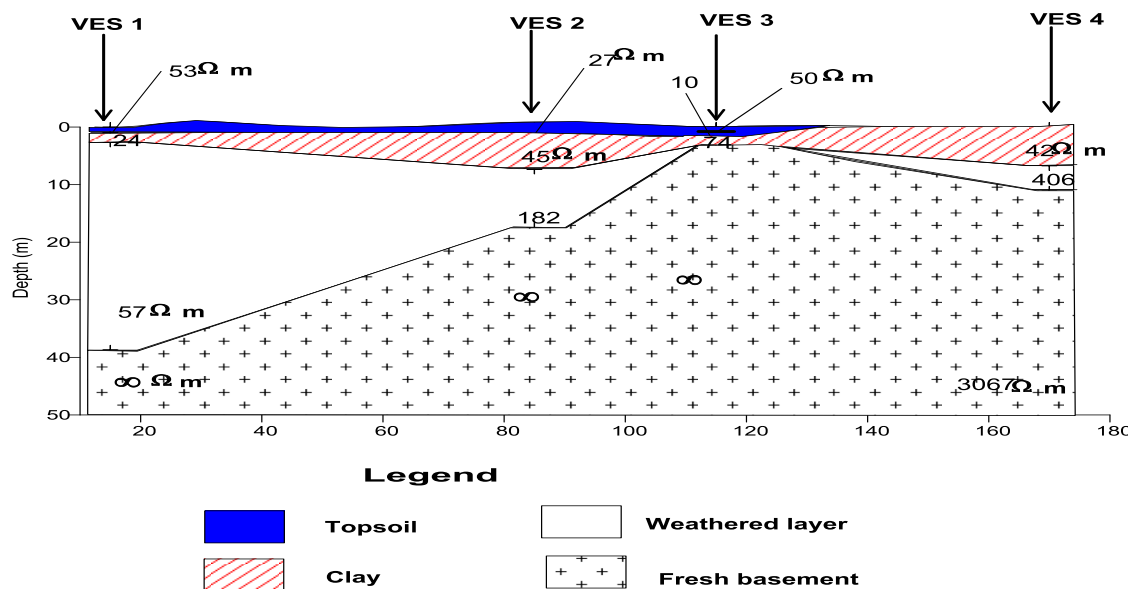 VES 1 VES 2 VES 3 VES 4
53Ω m 27Ω m 10 50Ω m
0 24 45Ω m 74 42Ω m
10 406
182
20
Depth (m)
30 57Ω m ∞ ∞
40 ∞ Ω m 3067Ω m
50
20 40 60 80 100 120 140 160 180
Legend
Topsoil Weathered layer
Clay Fresh basement